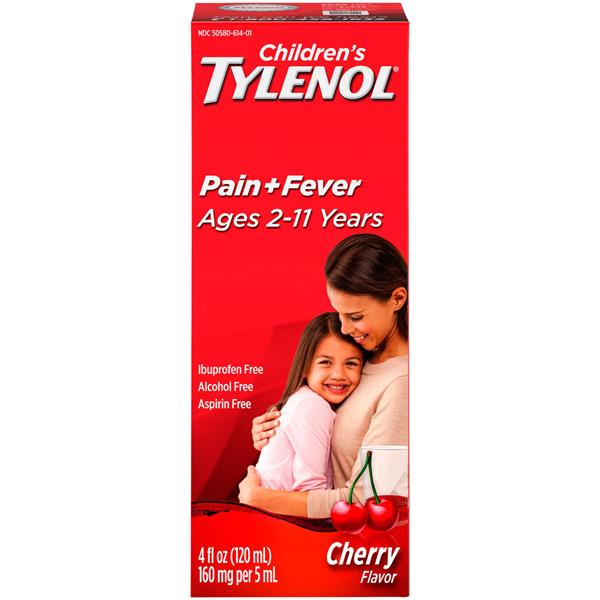 NDC 50580-614-01
Children's
TYLENOL®
Pain + Fever
Ages 2-11 Years
Ibuprofen Free
Alcohol Free
Aspirin Free
4 fl oz (120 mL)
160 mg per 5 mL
Cherry
Flavor